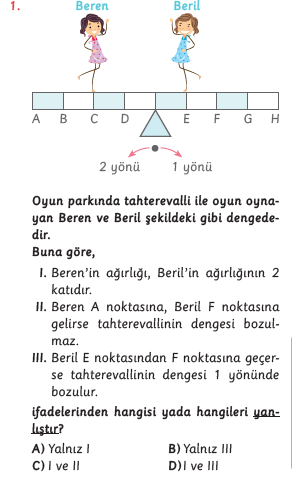 1.
Beren Beril
A B C D E F G H
2 yönü 1 yönü
Oyun parkında tahterevalli ile oyun oyna-
yan Beren ve Beril şekildeki gibi dengede-
dir.
Buna göre,
I. Beren'in ağırlığı, Beril'in ağırlığının 2
katıdır.
II. Beren A noktasına, Beril F noktasına
gelirse tahterevallinin dengesi bozul-
maz.
III. Beril E noktasından F noktasına geçer-
se tahterevallinin dengesi 1 yönünde
bozulur.
ifadelerinden hangisi yada hangileri yan-
lıştır?
A) Yalnız I B) Yalnız III
C) I ve II D) I ve III